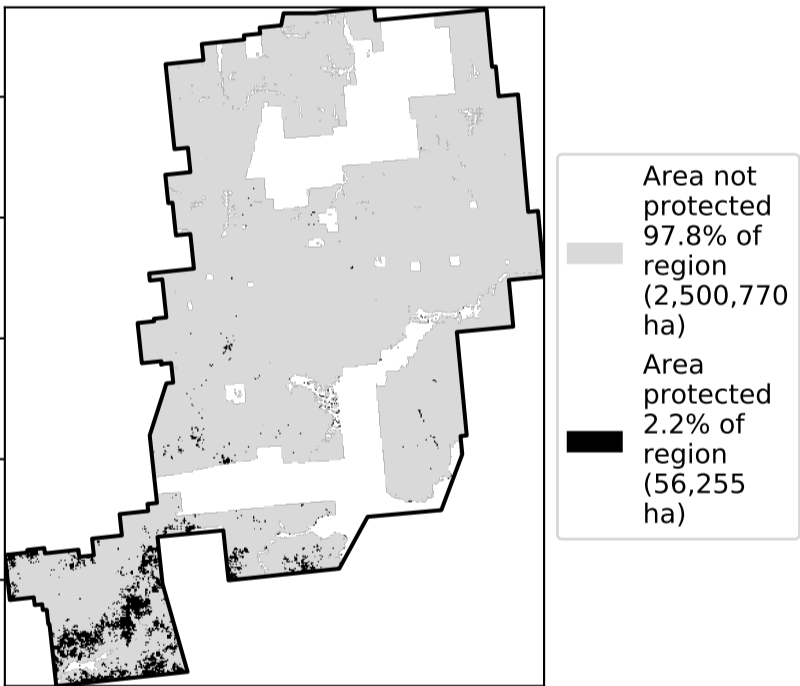 Area not
protected
97.8% of
region
(2,500,770
ha)
Area
protected
2.2% of
region
(56,255
ha)